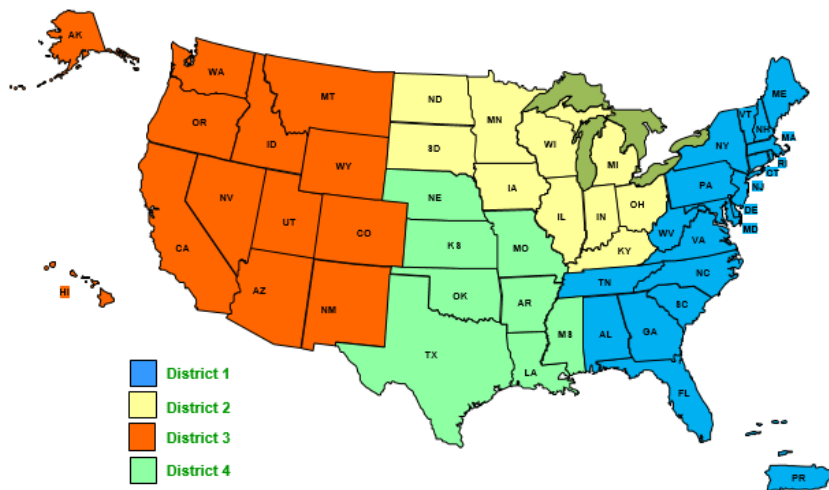 AK
WA
MT
ND
MN
ME
VT
NH
MA
OR
ID
SD
WI
MI
NY
RI
CT
WY
NJ
PA
IA
NE
OH
DE
IL
IN
MD
NV
UT
CO
WV
VA
KS
MO
KY
CA
NC
TN
AZ
NM
OK
AR
SC
HI
MS
AL
GA
TX
LA
FL
PR
District 1
District 2
District 3
District 4